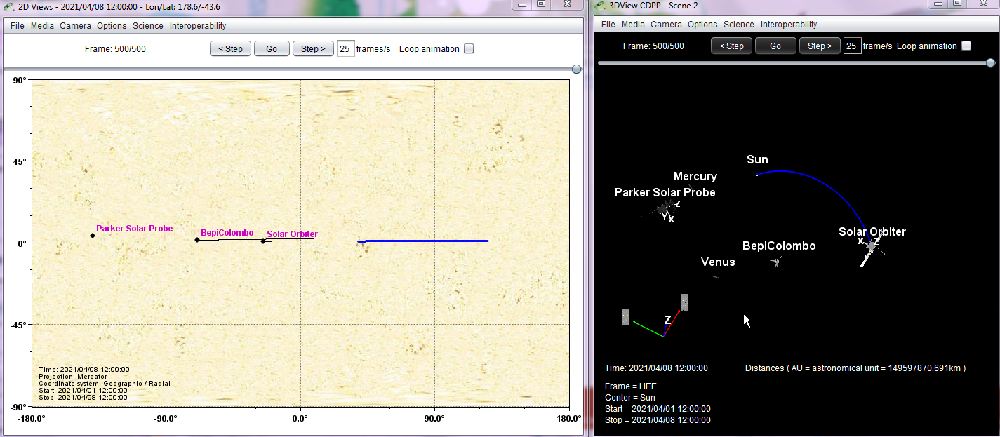 2D Views - 2021/04/08 12:00:00 - Lon/Lat: 178.6/-43.6
File Media Camera Options Science Interoperability
Frame: 500/500 < Step Go Step > 25 frames/s Loop animation
90°
45°
Parker Solar Probe
BepiColombo
Solar Orbiter
0°
-45°
Time: 2021/04/08 12:00:00
Projection: Mercator
Coordinate system: Geographic / Radial
Start: 2021/04/01 12:00:00
Stop: 2021/04/08 12:00:00
-90°
-180.0° -90.0° 0.0° 90.0° 180.0°
3DView CDPP - Scene 2
File Media Camera Options Science Interoperability
Frame: 500/500 < Step Go Step > 25 frame/s Loop animation
Sun
Mercury
Parker Solar Probe
Z
Y X
Solar Orbiter
X Z
BepiColombo
Venus
Z
Time: 2021/04/08 12:00:00 Distances ( AU = astronomical unit = 149597870.691km )
Frame = HEE
Center = Sun
Start = 2021/04/01 12:00:00
Stop = 2021/04/08 12:00:00